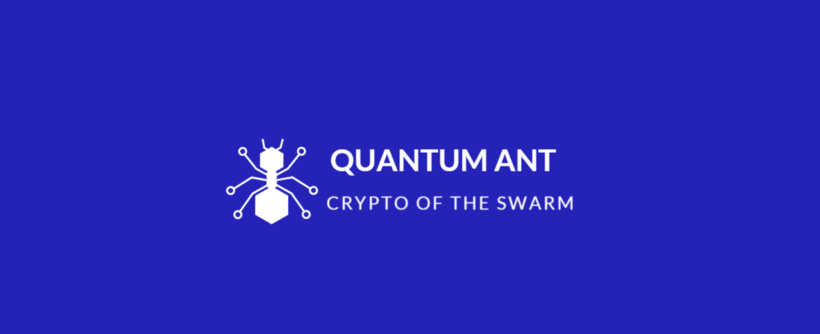 QUANTUM ANT
CRYPTO OF THE SWARM